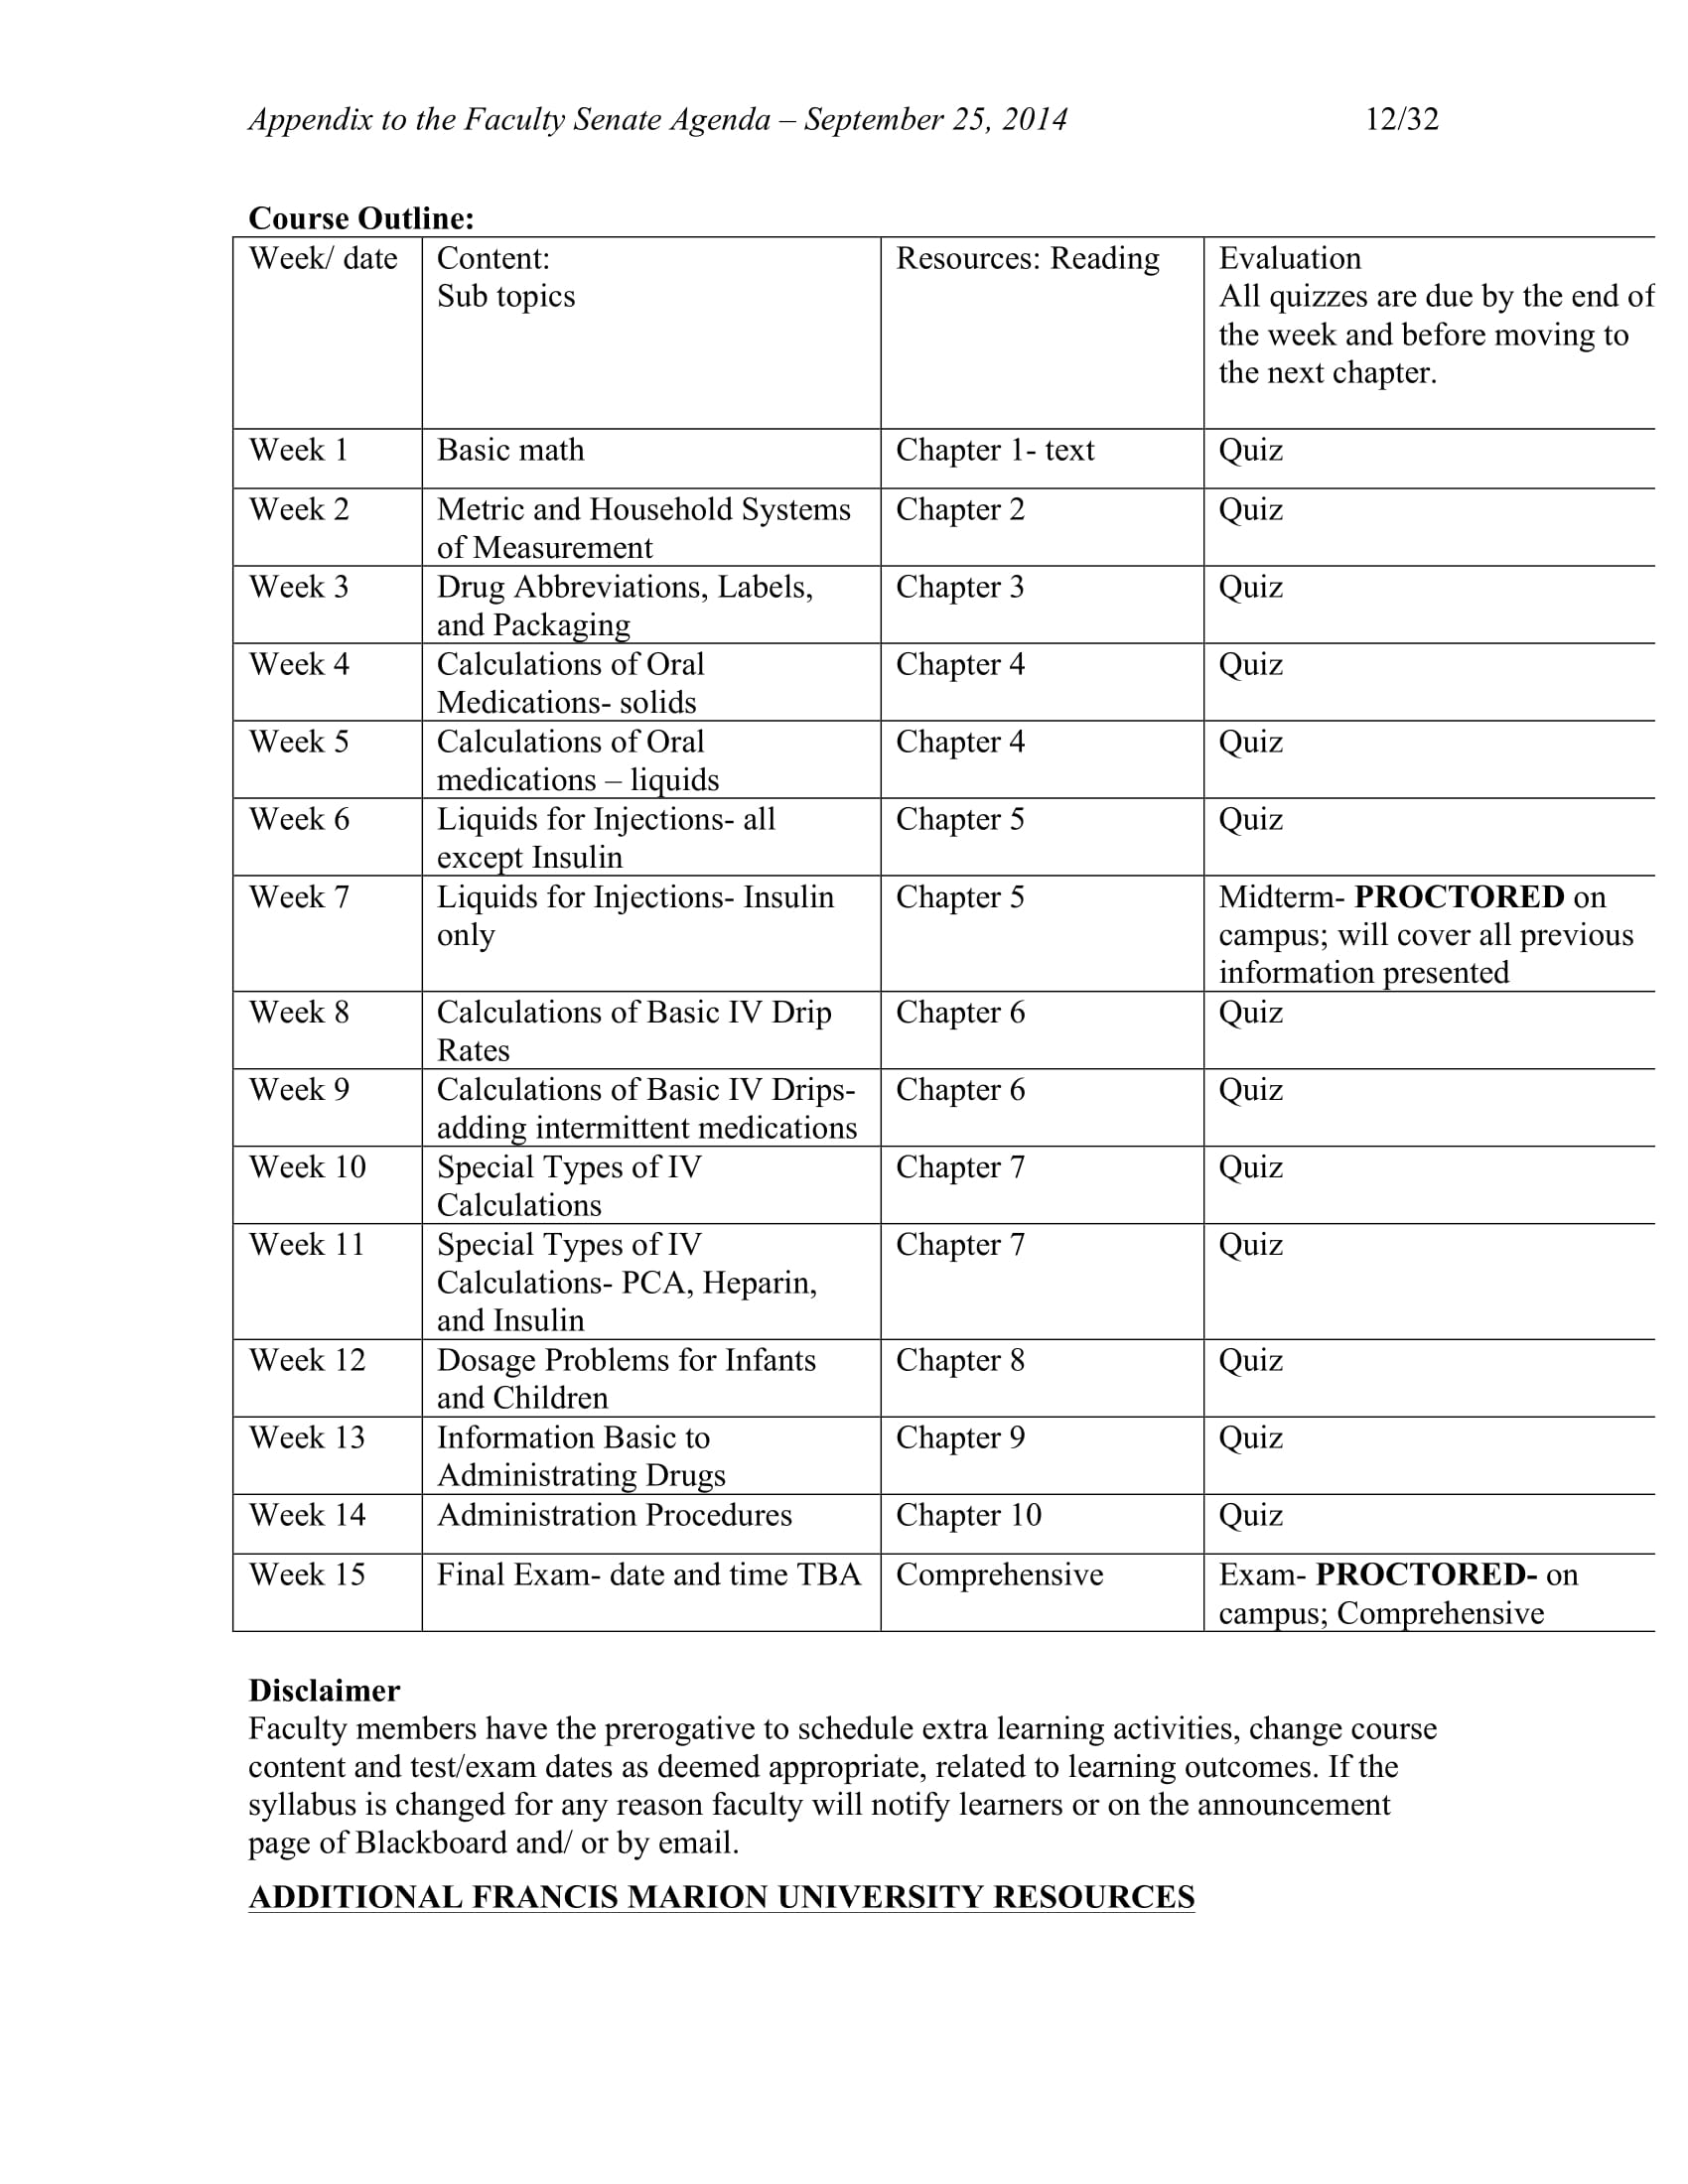 Appendix to the Faculty Senate Agenda – September 25, 2014 12/32
Course Outline:
Week/ date
Content:
Sub topics
Resources: Reading
Evaluation
All quizzes are due by the end of
the week and before moving to
the next chapter.
Week 1
Basic math
Chapter 1- text
Quiz
Week 2
Metric and Household Systems
of Measurement
Chapter 2
Quiz
Week 3
Drug Abbreviations, Labels,
and Packaging
Chapter 3
Quiz
Week 4
Calculations of Oral
Medications- solids
Chapter 4
Quiz
Week 5
Calculations of Oral
medications – liquids
Chapter 4
Quiz
Week 6
Liquids for Injections- all
except Insulin
Chapter 5
Quiz
Week 7
Liquids for Injections- Insulin
only
Chapter 5
Midterm- PROCTORED on
campus; will cover all previous
information presented
Week 8
Calculations of Basic IV Drip
Rates
Chapter 6
Quiz
Week 9
Calculations of Basic IV Drips-
adding intermittent medications
Chapter 6
Quiz
Week 10
Special Types of IV
Calculations
Chapter 7
Quiz
Week 11
Special Types of IV
Calculations- PCA, Heparin,
and Insulin
Chapter 7
Quiz
Week 12
Dosage Problems for Infants
and Children
Chapter 8
Quiz
Week 13
Information Basic to
Administrating Drugs
Chapter 9
Quiz
Week 14
Administration Procedures
Chapter 10
Quiz
Week 15
Final Exam- date and time TBA
Comprehensive
Exam- PROCTORED- on
campus; Comprehensive
Disclaimer
Faculty members have the prerogative to schedule extra learning activities, change course
content and test/exam dates as deemed appropriate, related to learning outcomes. If the
syllabus is changed for any reason faculty will notify learners or on the announcement
page of Blackboard and/ or by email.
ADDITIONAL FRANCIS MARION UNIVERSITY RESOURCES